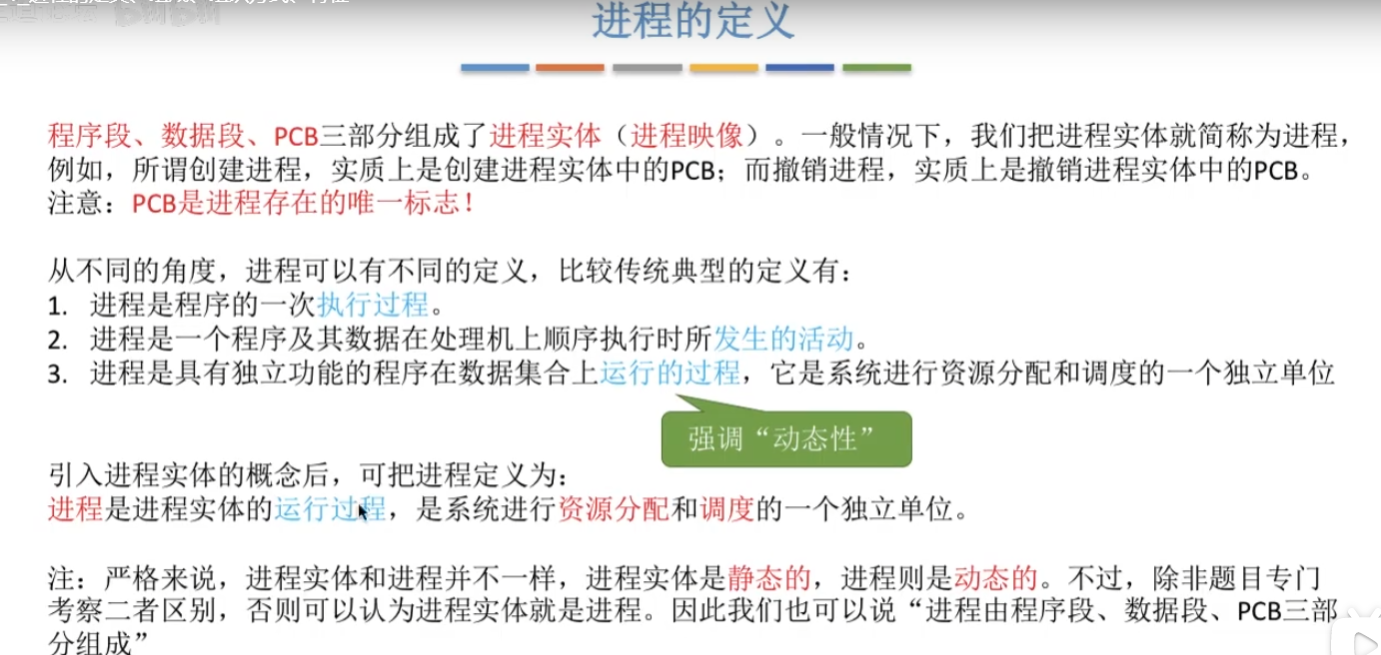 进程的定义
程序段、数据段、PCB三部分组成了进程实体（进程映像）。一般情况下，我们把进程实体就简称为进程，
例如，所谓创建进程，实质上是创建进程实体中的PCB；而撤销进程，实质上是撤销进程实体中的PCB。
注意：PCB是进程存在的唯一标志！
从不同的角度，进程可以有不同的定义，比较传统典型的定义有：
1. 进程是程序的一次执行过程。
2. 进程是一个程序及其数据在处理机上顺序执行时所发生的活动。
3. 进程是具有独立功能的程序在数据集合上运行的过程，它是系统进行资源分配和调度的一个独立单位
强调“动态性”
引入进程实体的概念后，可把进程定义为：
进程是进程实体的运行过程，是系统进行资源分配和调度的一个独立单位。
注：严格来说，进程实体和进程并不一样，进程实体是静态的，进程则是动态的。不过，除非题目专门
考察二者区别，否则可以认为进程实体就是进程。因此我们也可以说“进程由程序段、数据段、PCB三部
分组成”